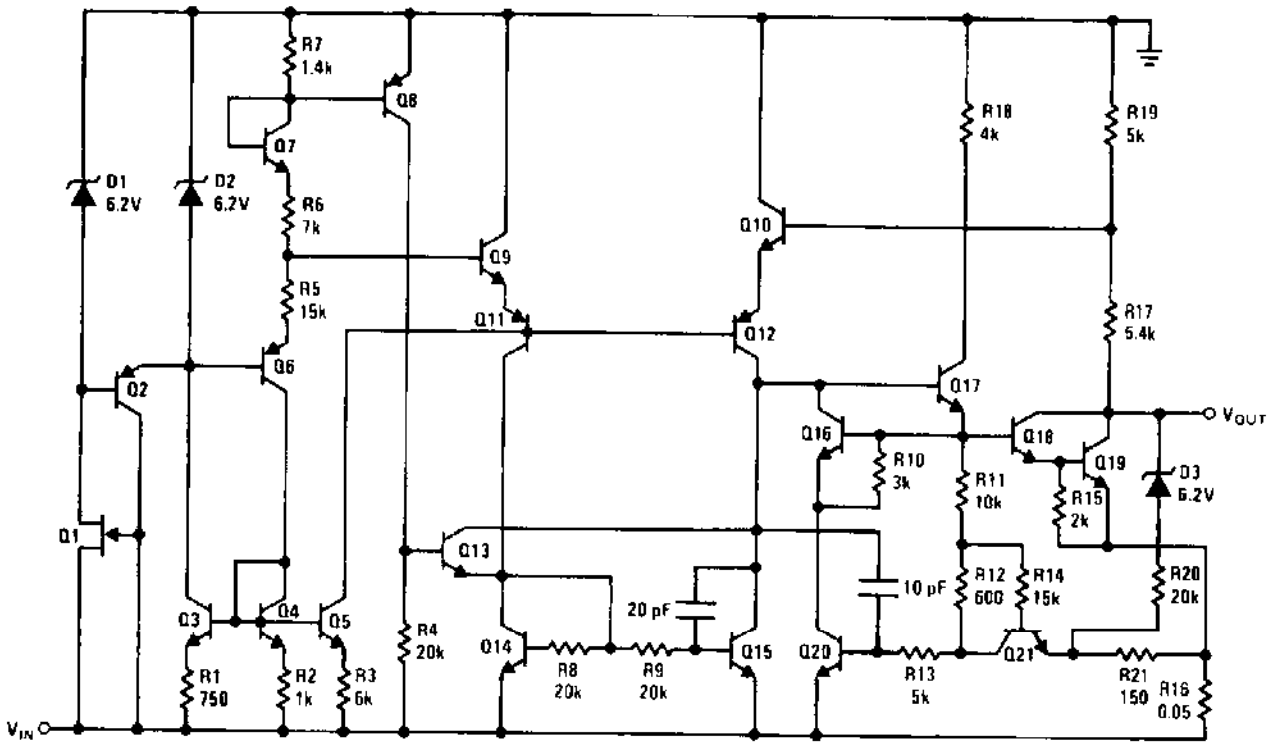 R7
1.4k
Q8
Q7
R18
4k
R19
5k
D1
6.2V
D2
6.2V
R6
7k
Q10
Q9
R5
15k
Q11
Q12
R17
5.4k
Q6
Q2
Q17
VOUT
Q16
Q18
Q19
R10
3k
R11
10k
R15
2k
D3
6.2V
Q1
Q13
20 pF
10 pF
R12
600
R14
15k
R20
20k
Q3
Q4
Q5
R4
20k
Q14
R8
20k
R9
20k
Q15
Q20
R13
5k
Q21
R21
150
R16
0.05
R1
750
R2
1k
R3
6k
VIN